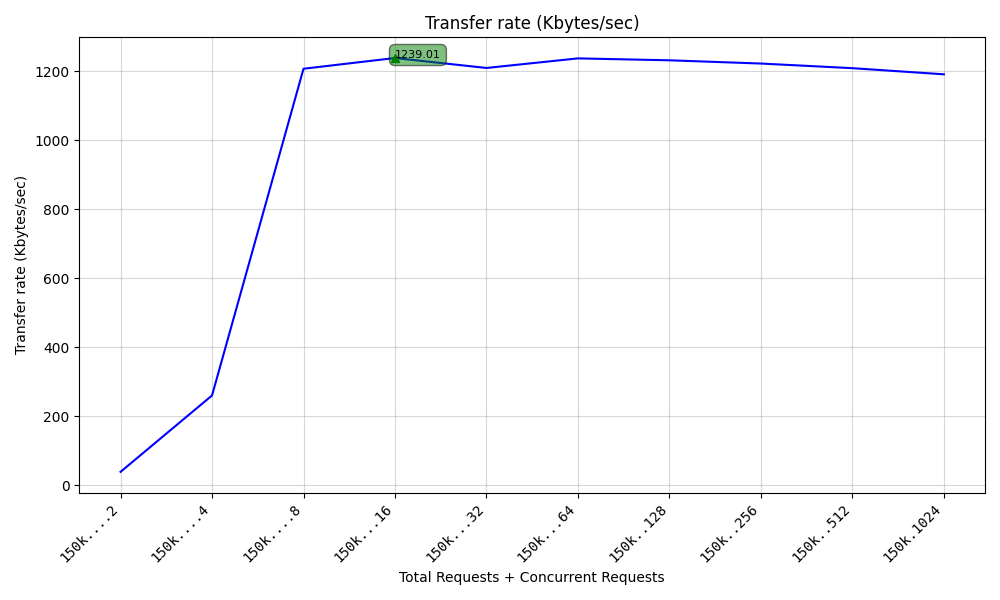 Transfer rate (Kbytes/sec)
1239.01
1200
1000
800
600
400
200
0
Transfer rate (Kbytes/sec)
150k....2
150k....4
150k....8
150k...16
150k...32
150k...64
150k..128
150k..256
150k..512
150k.1024
Total Requests + Concurrent Requests